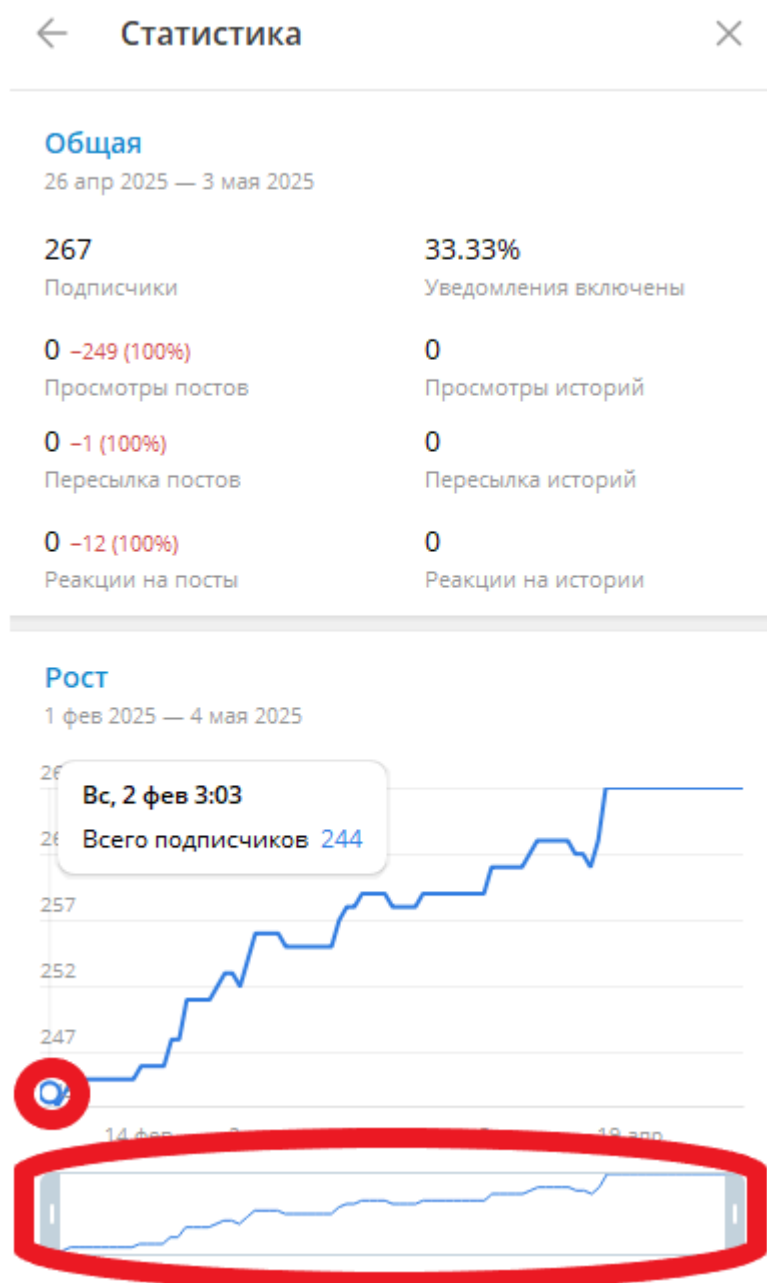 Статистика
Общая
26 апр 2025 — 3 мая 2025
267 33.33%
Подписчики Уведомления включены
0 –249 (100%) 0
Просмотры постов Просмотры историй
0 –1 (100%) 0
Пересылка постов Пересылка историй
0 –12 (100%) 0
Реакции на посты Реакции на истории
Рост
1 фев 2025 — 4 мая 2025
Вс, 2 фев 3:03
Всего подписчиков 244
257
252
247
14 фев 19 апр